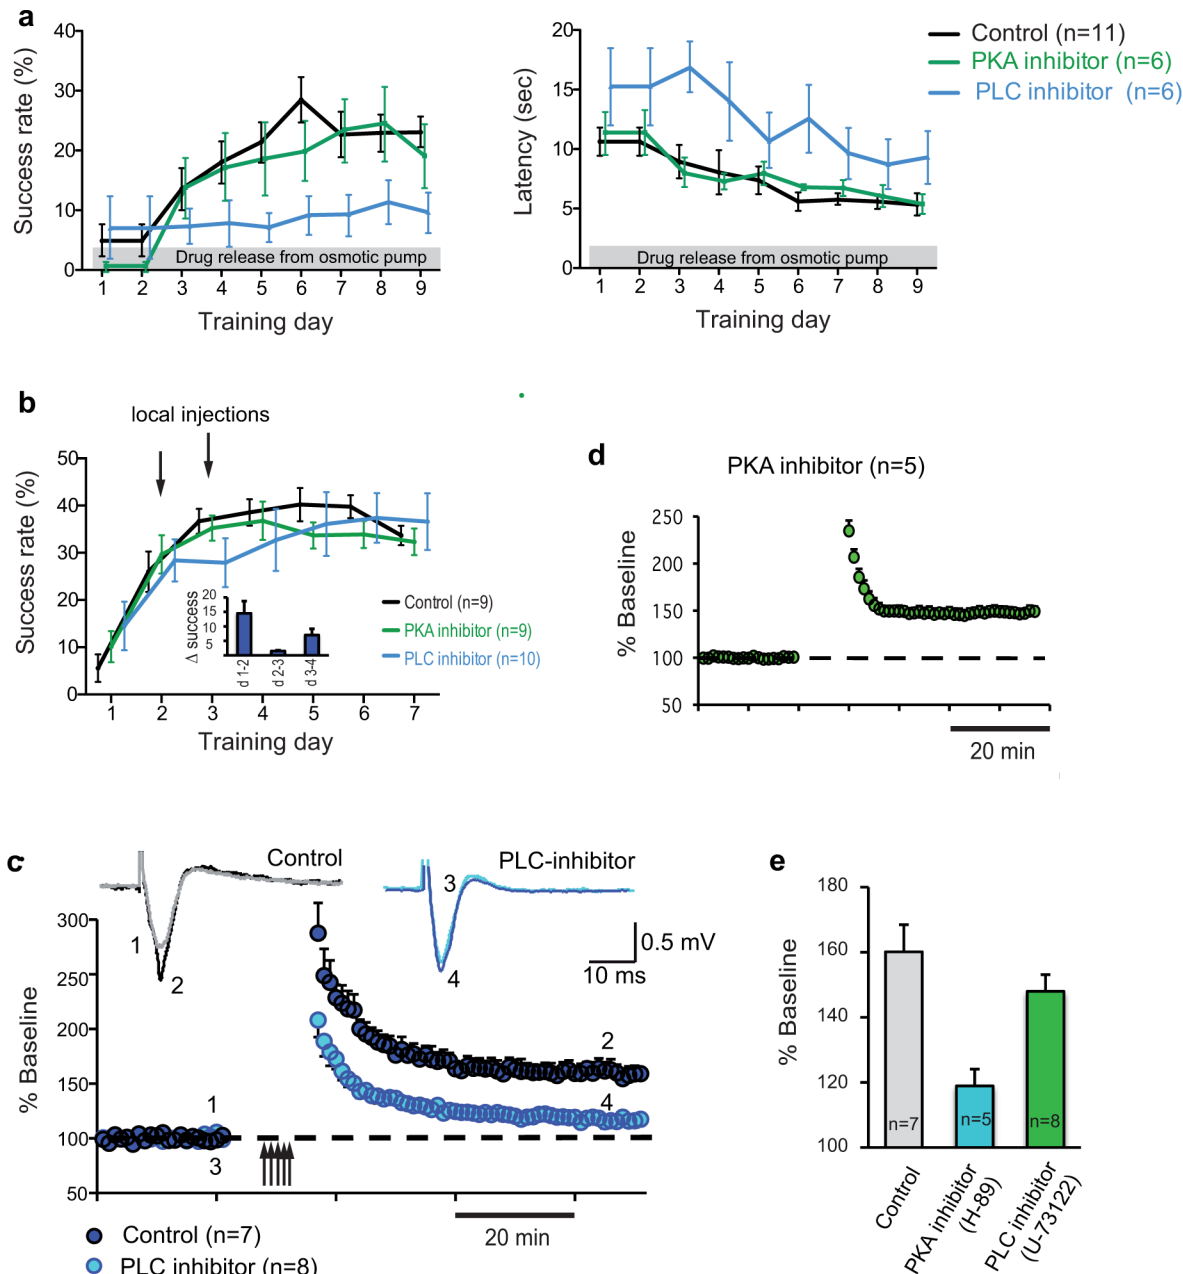 a
40
30
20
10
0
Success rate (%)
Drug release from osmotic pump
1 2 3 4 5 6 7 8 9
Training day
20
15
10
5
0
Latency (sec)
Drug release from osmotic pump
1 2 3 4 5 6 7 8 9
Training day
Control (n=11)
PKA inhibitor (n=6)
PLC inhibitor (n=6)
b
local injections
50
40
30
20
10
0
Success rate (%)
20
15
10
5
Δ success
d 1-2
d 2-3
d 3-4
Control (n=9)
PKA inhibitor (n=9)
PLC inhibitor (n=10)
1 2 3 4 5 6 7
Training day
d
PKA inhibitor (n=5)
250
200
150
100
50
% Baseline
20 min
c
Control
PLC-inhibitor
1
2
3
4
0.5 mV
10 ms
300
250
200
150
100
50
% Baseline
2
4
1
3
20 min
Control (n=7)
PLC inhibitor (n=8)
e
180
160
140
120
100
% Baseline
n=7
n=5
n=8
Control
PKA inhibitor
(H-89)
PLC inhibitor
(U-73122)